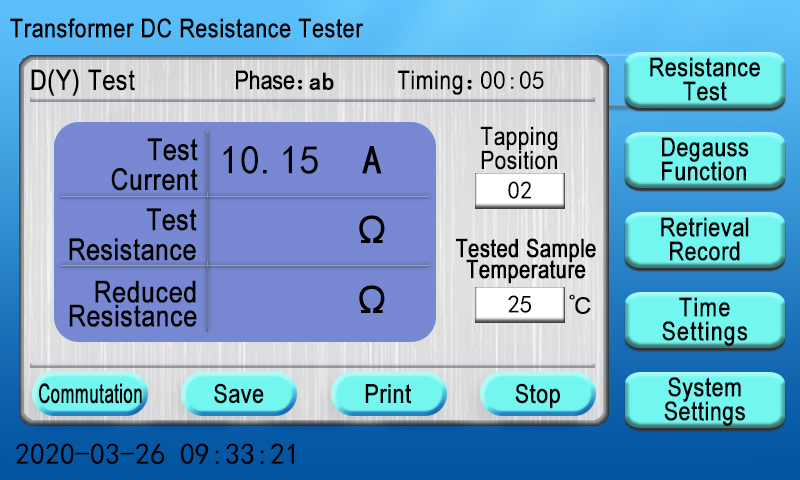 Transformer DC Resistance Tester
D(Y) Test Phase: ab Timing: 00:05
Resistance
Test
Test
Current
10.15 A
Tapping
Position
02
Degauss
Function
Test
Resistance
Ω
Retrieval
Record
Tested Sample
Temperature
25 °C
Reduced
Resistance
Ω
Time
Settings
Commutation Save Print Stop
System
Settings
2020-03-26 09:33:21